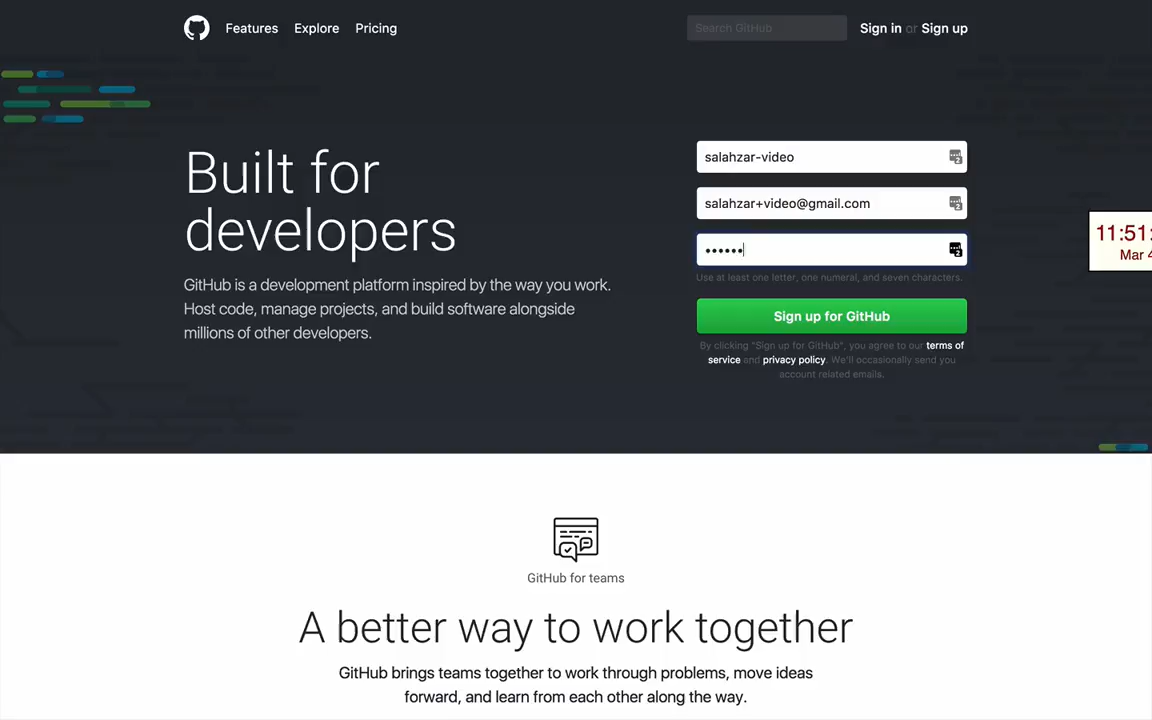 Features Explore Pricing
Search GitHub
Sign in or Sign up
Built for
developers
GitHub is a development platform inspired by the way you work.
Host code, manage projects, and build software alongside
millions of other developers.
salahzar-video
salahzar+video@gmail.com
••••••
Use at least one letter, one numeral, and seven characters.
Sign up for GitHub
By clicking "Sign up for GitHub", you agree to our terms of
service and privacy policy. We'll occasionally send you
account related emails.
11:51:
Mar 4
GitHub for teams
A better way to work together
GitHub brings teams together to work through problems, move ideas
forward, and learn from each other along the way.